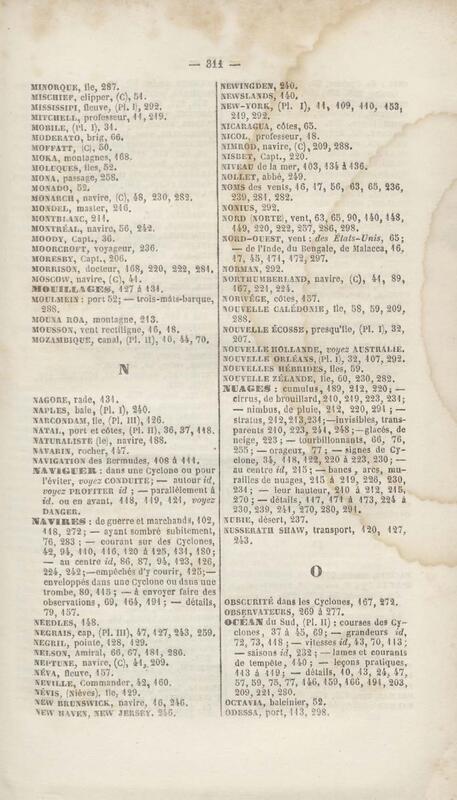 — 311 —
MINORQUE, île, 287.
MISCHIEF, clipper, (C), 51.
MISSISSIPI, fleuve, (Pl. I), 292.
MITCHELL, professeur, 11, 219.
MOBILE, (Pl. I), 31.
MODERATO, brig, 66.
MOFFATT, (C), 50.
MOKA, montagnes, 168.
MOLUQUES, îles, 52.
MONA, passage, 258.
MONADO, 52.
MONARCH, navire, (C), 48, 230, 282.
MONDEL, master, 246.
MONTBLANC, 211.
MONTRÉAL, navire, 56, 242.
MOODY, Capt., 36.
MOORCROFT, voyageur, 236.
MORESBY, Capt., 206.
MORRISON, docteur, 168, 220, 222, 284.
MOSCOW, navire, (C), 41.
MOUILLAGES, 127 à 131.
MOULMEIN : port 52; — trois-mâts-barque,
288.
MOUNA ROA, montagne, 213.
MOUSSON, vent rectiligne, 16, 18.
MOZAMBIQUE, canal, (Pl. II), 10, 44, 70.
N
NAGORE, rade, 131.
NAPLES, baie, (Pl. I), 240.
NARCONDAM, île, (Pl. III), 126.
NATAL, port et côtes, (Pl. II), 36, 37, 118.
NATURALISTE (le), navire, 188.
NAVARIN, rocher, 147.
NAVIGATION des Bermudes, 108 à 111.
NAVIGUER : dans une Cyclone ou pour
l'éviter, voyez CONDUITE; — autour id,
voyez PROFITER id ; — parallèlement à
id. ou en avant, 118, 119, 121, voyez
DANGER.
NAVIRES : de guerre et marchands, 102,
118, 272; — ayant sombré subitement,
76, 283; — courant sur des Cyclones,
42, 94, 110, 116, 120 à 125, 131, 180;
— au centre id, 86, 87, 94, 123, 126,
224, 242;—empêchés d'y courir, 125;—
enveloppés dans une Cyclone ou dans une
trombe, 80, 115; — à envoyer faire des
observations, 69, 164, 191; — détails,
79, 157.
NEEDLES, 148.
NEGRAIS, cap, (Pl. III), 47, 127, 243, 259.
NEGRIL, pointe, 128, 129.
NELSON, Amiral, 66, 67, 181, 286.
NEPTUNE, navire, (C), 41, 209.
NÉVA, fleuve, 157.
NEVILLE, Commander, 42, 160.
NÉVIS, (Nièves), île, 129.
NEW BRUNSWICK, navire, 16, 246.
NEW HAVEN, NEW JERSEY, 246.
NEWINGDEN, 240.
NEWSLANDS, 140.
NEW-YORK, (Pl. I), 11, 109, 110, 153,
219, 292.
NICARAGUA, côtes, 65.
NICOL, professeur, 18.
NIMROD, navire, (C), 209, 288.
NISBET, Capt., 220.
NIVEAU de la mer, 103, 134 à 136.
NOLLET, abbé, 249.
NOMS des vents, 16, 17, 56, 63, 65, 236,
239, 281, 282.
NONIUS, 292.
NORD (NORTE), vent, 63, 65, 90, 140, 148,
149, 220, 222, 257, 286, 298.
NORD-OUEST, vent : des Etats-Unis, 65;
— de l'Inde, du Bengale, de Malacca, 16,
17, 45, 171, 172, 297.
NORMAN, 292.
NORTHUMBERLAND, navire, (C), 41, 89,
167, 221, 224.
NORWÉGE, côtes, 157.
NOUVELLE CALÉDONIE, île, 58, 59, 209,
288.
NOUVELLE ÉCOSSE, presqu'île, (Pl. I), 32,
207.
NOUVELLE HOLLANDE, voyez AUSTRALIE.
NOUVELLE ORLÉANS, (Pl. I), 32, 107, 292.
NOUVELLES HÉBRIDES, îles, 59.
NOUVELLE ZÉLANDE, île, 60, 230, 282.
NUAGES : cumulus, 189, 212, 220; —
cirrus, de brouillard, 210, 219, 223, 231;
— nimbus, de pluie, 212, 220, 291; —
stratus, 212, 213, 231;—invisibles, trans-
parents 210, 223, 244, 248; — glacés, de
neige, 223; — tourbillonnants, 66, 76,
255; — orageux, 77; — signes de Cy-
clone, 34, 118, 122, 220 à 223, 230; —
au centre id, 215; — bancs, arcs, mu-
railles de nuages, 215 à 219, 226, 230,
231; — leur hauteur, 210 à 212, 215,
270; — détails, 147, 171 à 173, 224 à
230, 239, 241, 270, 280, 291.
NUBIE, désert, 237.
NUSSERATH SHAW, transport, 120, 127,
243.
O
OBSCURITÉ dans les Cyclones, 167, 272.
OBSERVATEURS, 269 à 277.
OCÉAN du Sud, (Pl. II) : courses des Cy-
clones, 37 à 45, 69; — grandeurs id,
72, 73, 118; — vitesses id, 43, 70, 113;
— saisons id, 232; — lames et courants
de tempête, 140; — leçons pratiques,
113 à 119; — détails, 10, 13, 24, 47,
57, 59, 75, 77, 146, 159, 166, 191, 203,
209, 221, 280.
OCTAVIA, baleinier, 52.
ODESSA, port, 113, 298.